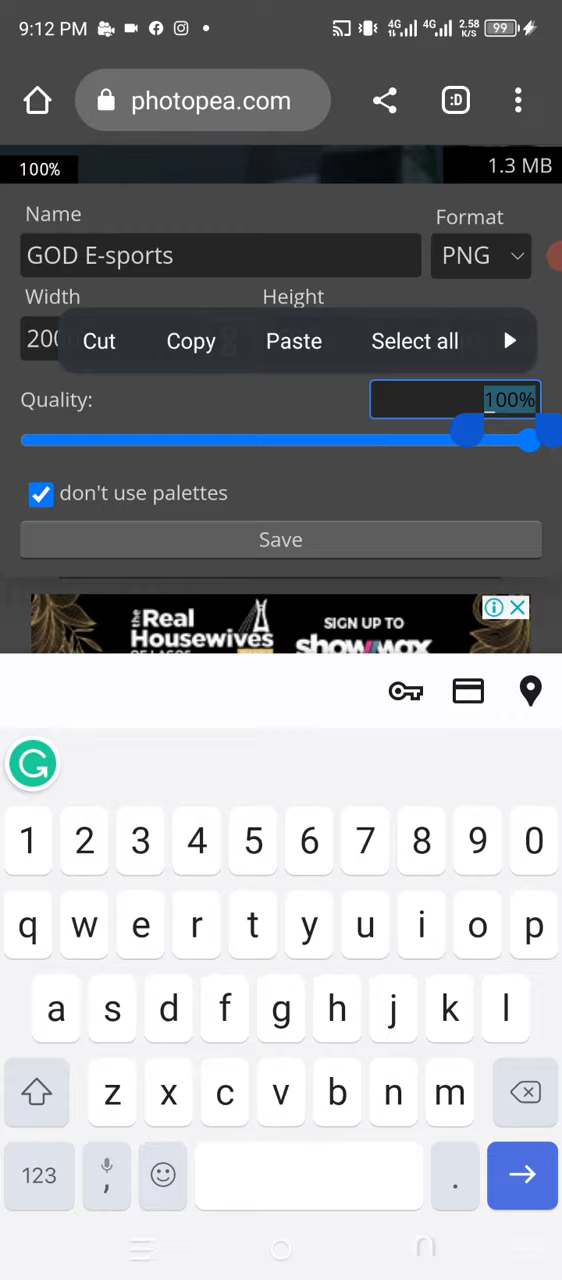 9:12 PM 4G 4G 2.58 K/S 99
photopea.com :D
100% 1.3 MB
Name Format
GOD E-sports PNG
Width Height
200
Cut Copy Paste Select all
Quality: 100%
don't use palettes
Save
the Real Housewives
SIGN UP TO
showmax
1 2 3 4 5 6 7 8 9 0
q w e r t y u i o p
a s d f g h j k l
z x c v b n m
123 , .